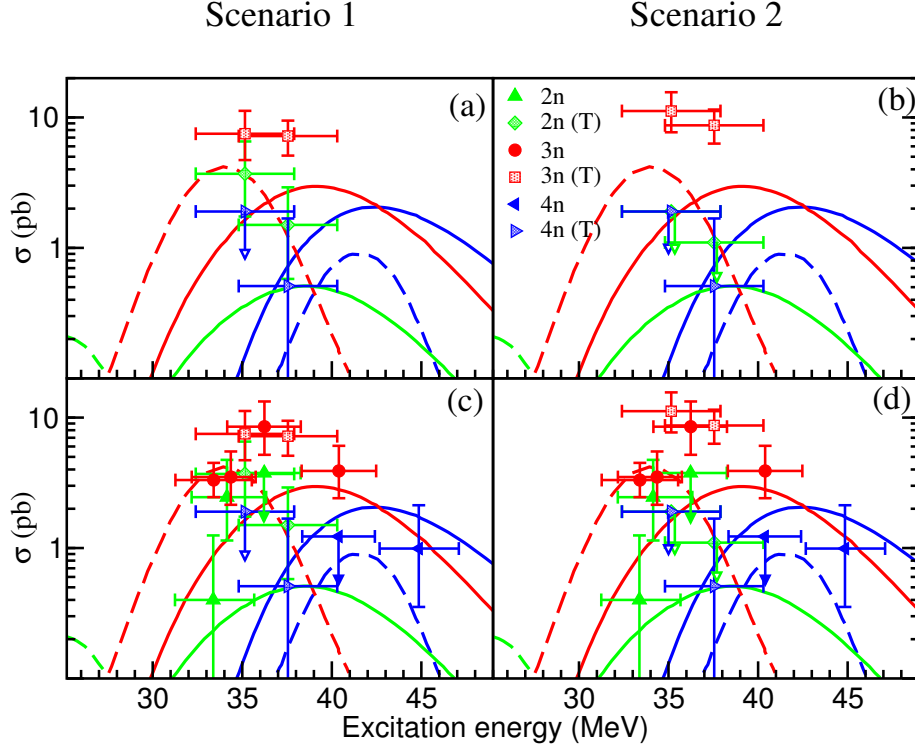 Scenario 1 Scenario 2
(a) (b)
10
1
σ (pb)
2n
2n (T)
3n
3n (T)
4n
4n (T)
(c) (d)
10
1
σ (pb)
30 35 40 45 30 35 40 45
Excitation energy (MeV)